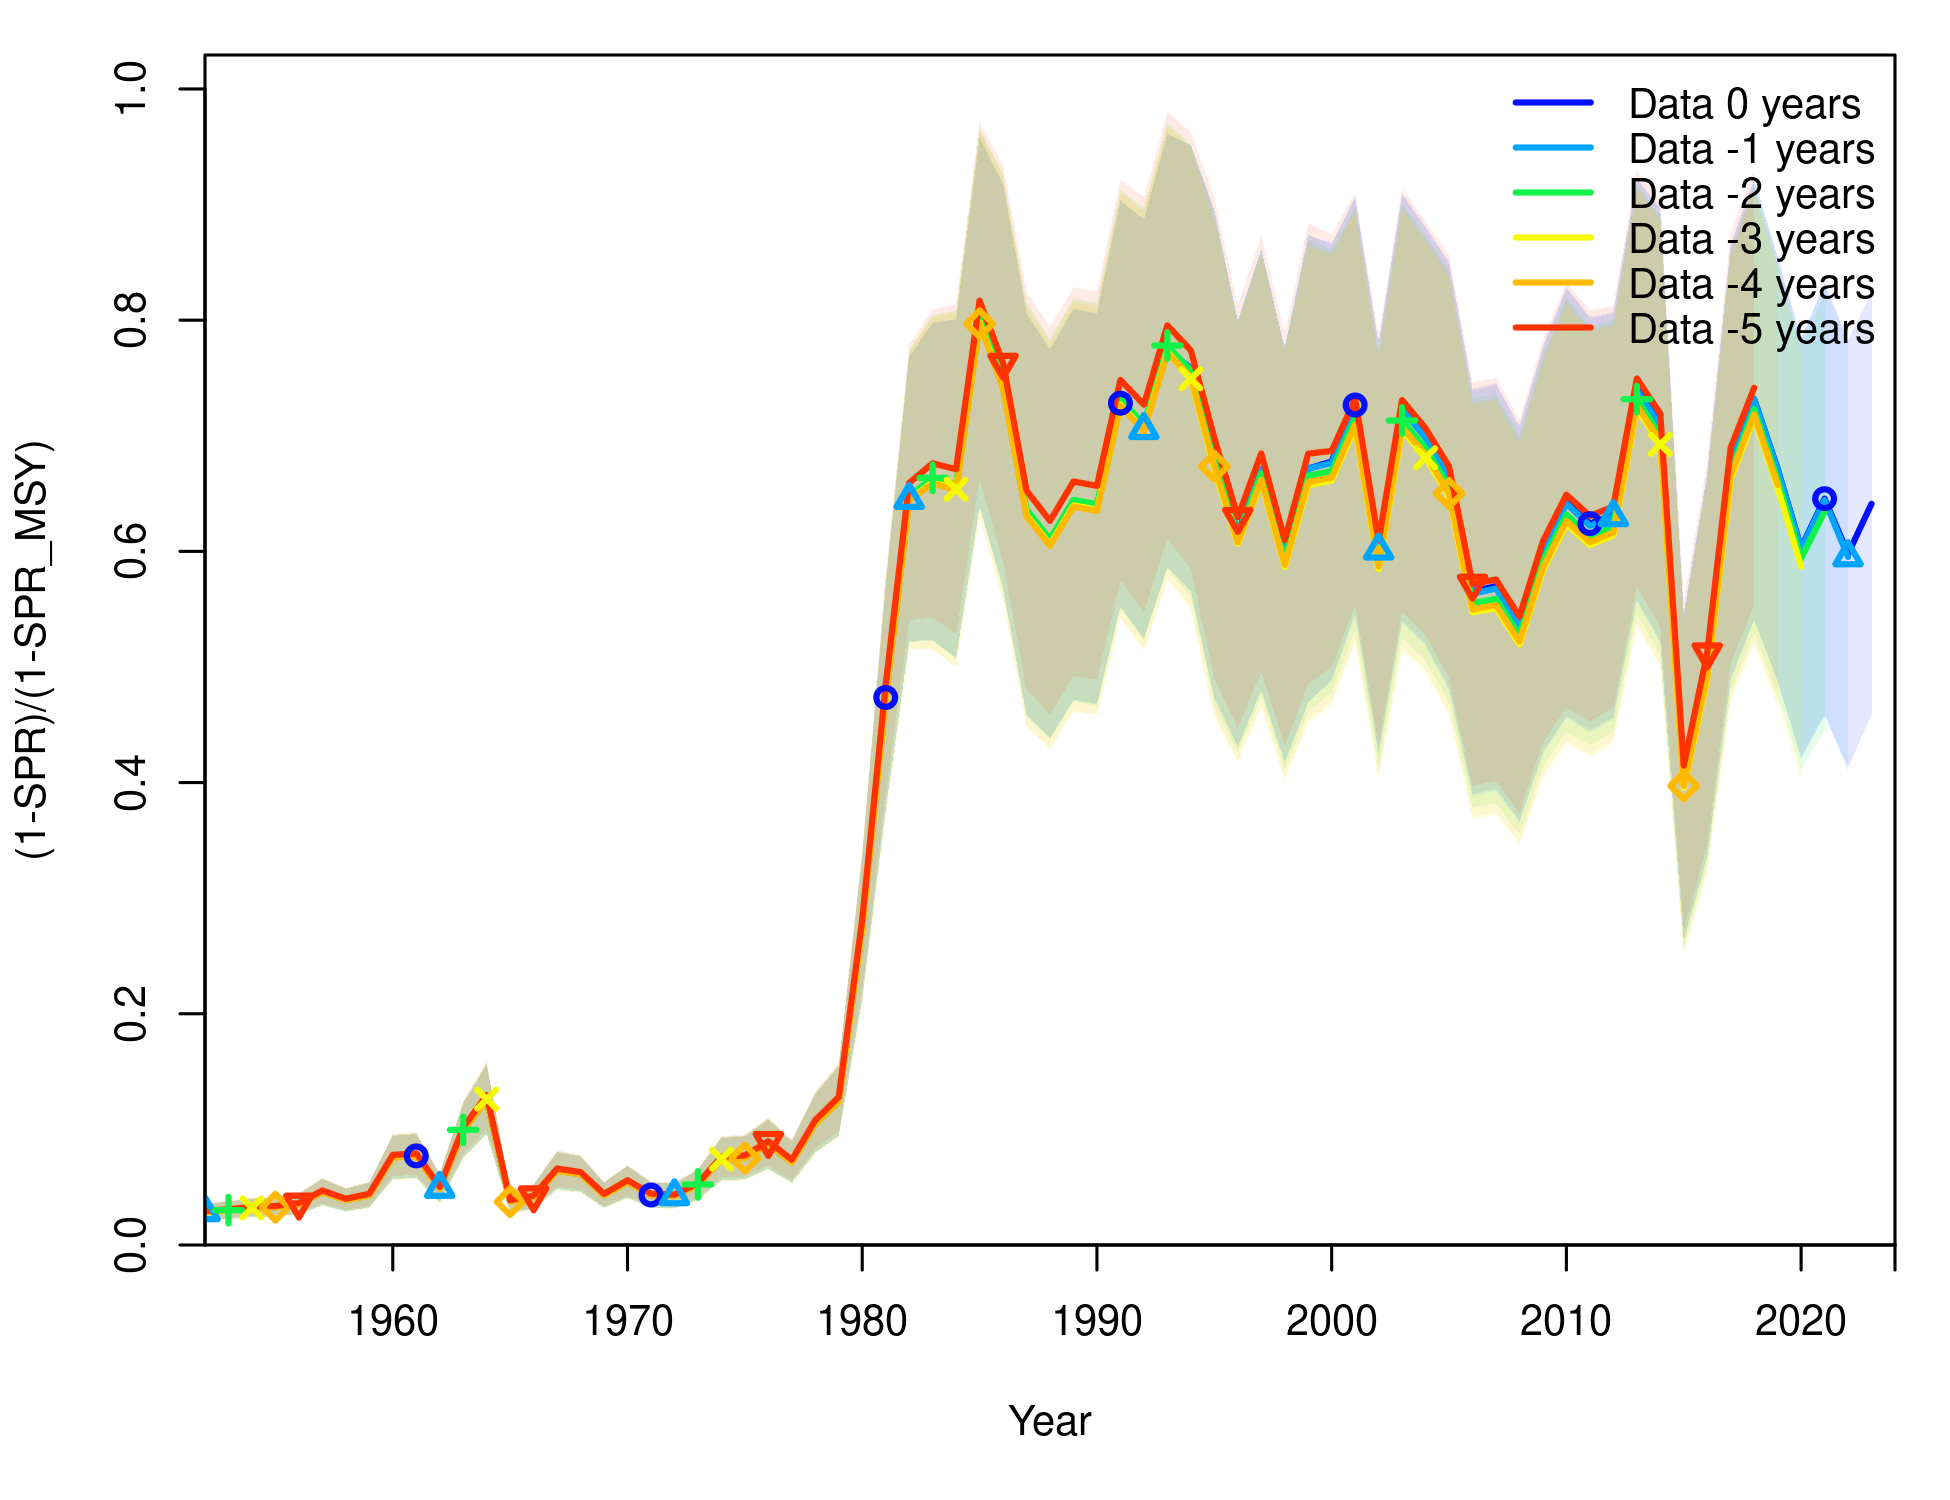 (1-SPR)/(1-SPR_MSY)
1.0
0.8
0.6
0.4
0.2
0.0
Data 0 years
Data -1 years
Data -2 years
Data -3 years
Data -4 years
Data -5 years
1960 1970 1980 1990 2000 2010 2020
Year